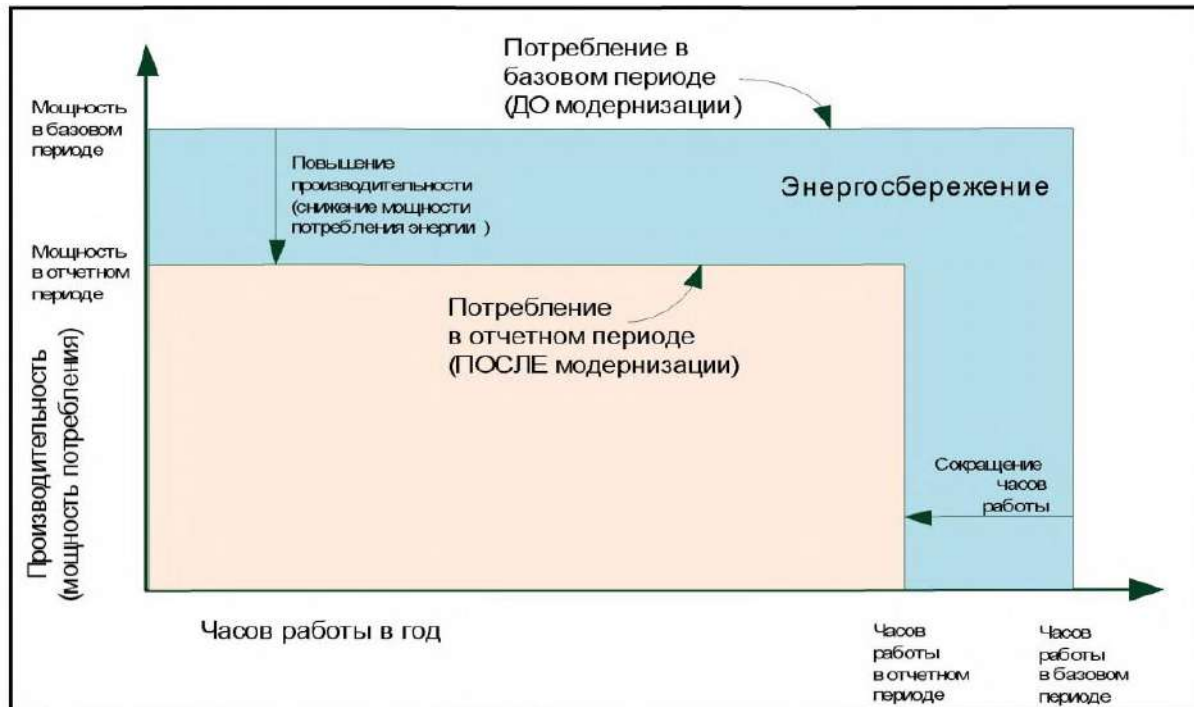 Потребление в
базовом периоде
(ДО модернизации)
Мощность
в базовом
периоде
Повышение
производительности
(снижение мощности
потребления энергии )
Энергосбережение
Мощность
в отчетном
периоде
Потребление
в отчетном периоде
(ПОСЛЕ модернизации)
Производительность
(мощность потребления)
Сокращение
часов
работы
Часов работы в год
Часов
работы
в отчетном
периоде
Часов
работы
в базовом
периоде